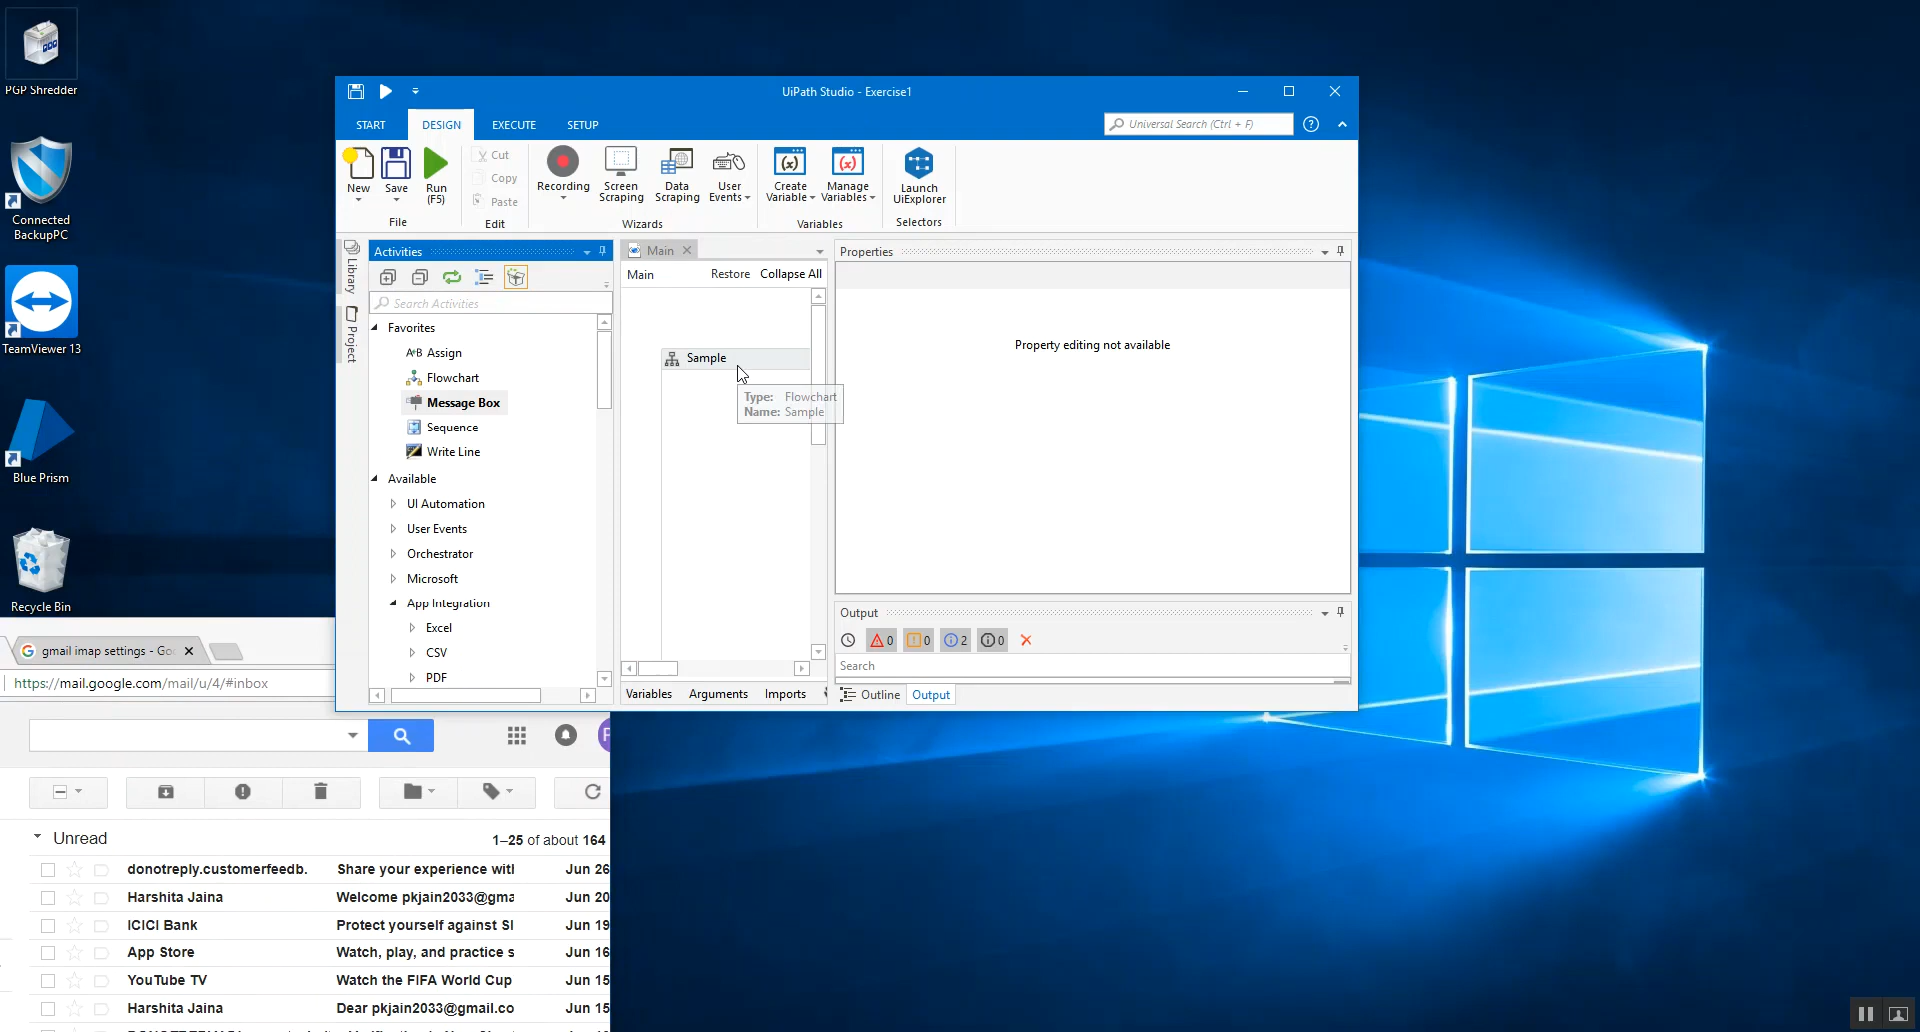 PGP Shredder
Connected
BackupPC
TeamViewer 13
Blue Prism
Recycle Bin
UiPath Studio - Exercise1
START
DESIGN
EXECUTE
SETUP
Universal Search (Ctrl + F)
New
Save
Run
(F5)
File
Cut
Copy
Paste
Edit
Recording
Screen
Scraping
Data
Scraping
User
Events
Wizards
Create
Variable
Manage
Variables
Variables
Launch
UiExplorer
Selectors
Library
Project
Activities
Search Activities
Favorites
A+B Assign
Flowchart
Message Box
Sequence
Write Line
Available
UI Automation
User Events
Orchestrator
Microsoft
App Integration
Excel
CSV
PDF
Main
Main Restore Collapse All
Sample
Type: Flowchart
Name: Sample
Variables Arguments Imports
Properties
Property editing not available
Output
0 0 2 0
Search
Outline Output
gmail imap settings - Go
https://mail.google.com/mail/u/4/#inbox
Unread 1–25 of about 164
donotreply.customerfeedb. Share your experience with Jun 26
Harshita Jaina Welcome pkjain2033@gma Jun 20
ICICI Bank Protect yourself against SI Jun 19
App Store Watch, play, and practice s Jun 16
YouTube TV Watch the FIFA World Cup Jun 15
Harshita Jaina Dear pkjain2033@gmail.co Jun 15